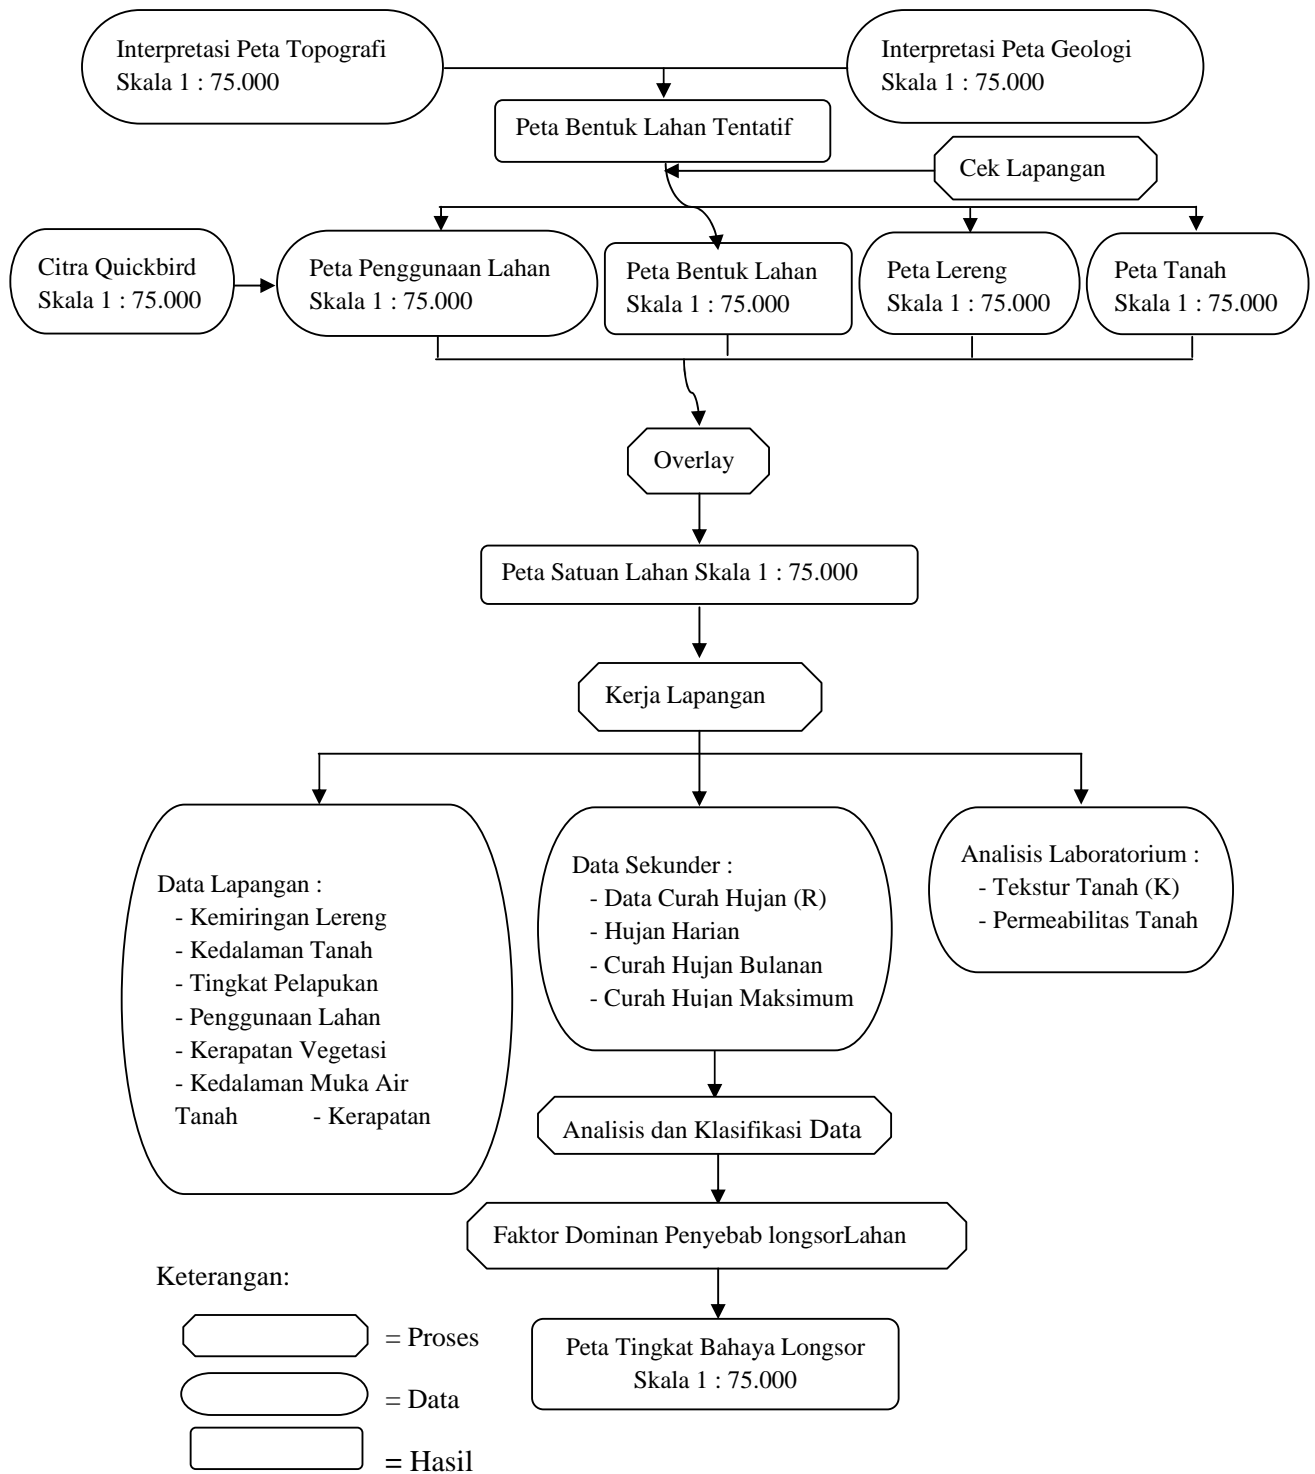 Interpretasi Peta Topografi
Skala 1 : 75.000
Interpretasi Peta Geologi
Skala 1 : 75.000
Peta Bentuk Lahan Tentatif
Cek Lapangan
Citra Quickbird
Skala 1 : 75.000
Peta Penggunaan Lahan
Skala 1 : 75.000
Peta Bentuk Lahan
Skala 1 : 75.000
Peta Lereng
Skala 1 : 75.000
Peta Tanah
Skala 1 : 75.000
Overlay
Peta Satuan Lahan Skala 1 : 75.000
Kerja Lapangan
Data Lapangan :
- Kemiringan Lereng
- Kedalaman Tanah
- Tingkat Pelapukan
- Penggunaan Lahan
- Kerapatan Vegetasi
- Kedalaman Muka Air
Tanah - Kerapatan
Data Sekunder :
- Data Curah Hujan (R)
- Hujan Harian
- Curah Hujan Bulanan
- Curah Hujan Maksimum
Analisis Laboratorium :
- Tekstur Tanah (K)
- Permeabilitas Tanah
Analisis dan Klasifikasi Data
Faktor Dominan Penyebab longsorLahan
Peta Tingkat Bahaya Longsor
Skala 1 : 75.000
Keterangan:
= Proses
= Data
= Hasil